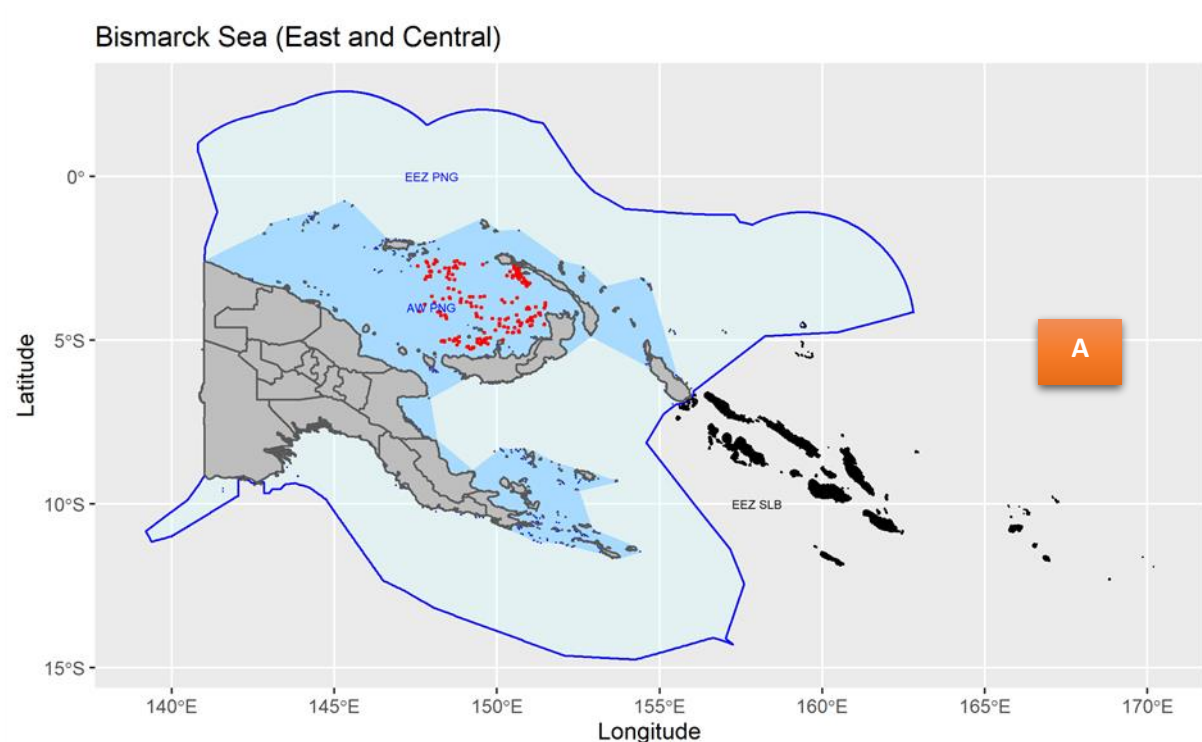 Bismarck Sea (East and Central)
0°
5°S
10°S
15°S
Latitude
EEZ PNG
AW PNG
EEZ SLB
A
140°E
145°E
150°E
155°E
160°E
165°E
170°E
Longitude